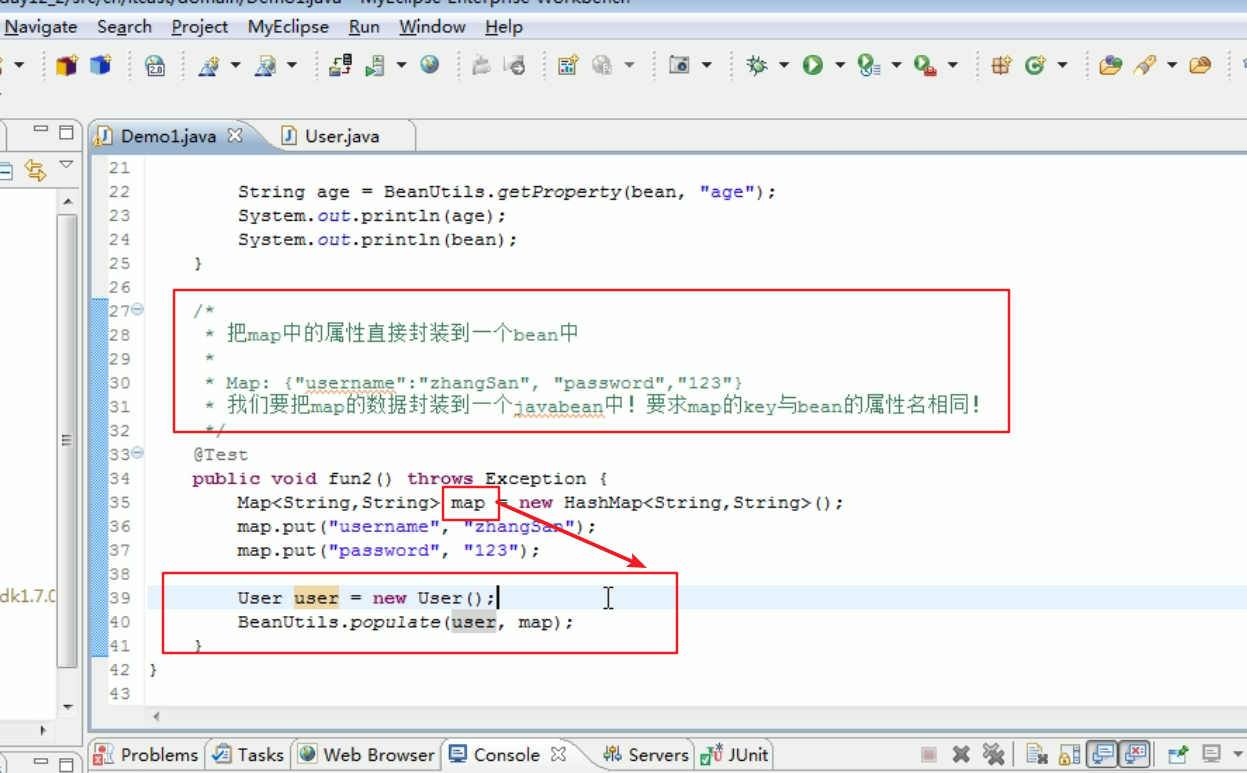 Navigate Search Project MyEclipse Run Window Help
2.0
Demo1.java User.java
21
22 String age = BeanUtils.getProperty(bean, "age");
23 System.out.println(age);
24 System.out.println(bean);
25 }
26
27 /*
28 * 把map中的属性直接封装到一个bean中
29 *
30 * Map: {"username":"zhangSan", "password","123"}
31 * 我们要把map的数据封装到一个javabean中！要求map的key与bean的属性名相同！
32 */
33 @Test
34 public void fun2() throws Exception {
35 Map<String,String> map = new HashMap<String,String>();
36 map.put("username", "zhangSan");
37 map.put("password", "123");
38
dk1.7.0
39 User user = new User();
40 BeanUtils.populate(user, map);
41 }
42 }
43
Problems Tasks Web Browser Console Servers JUnit